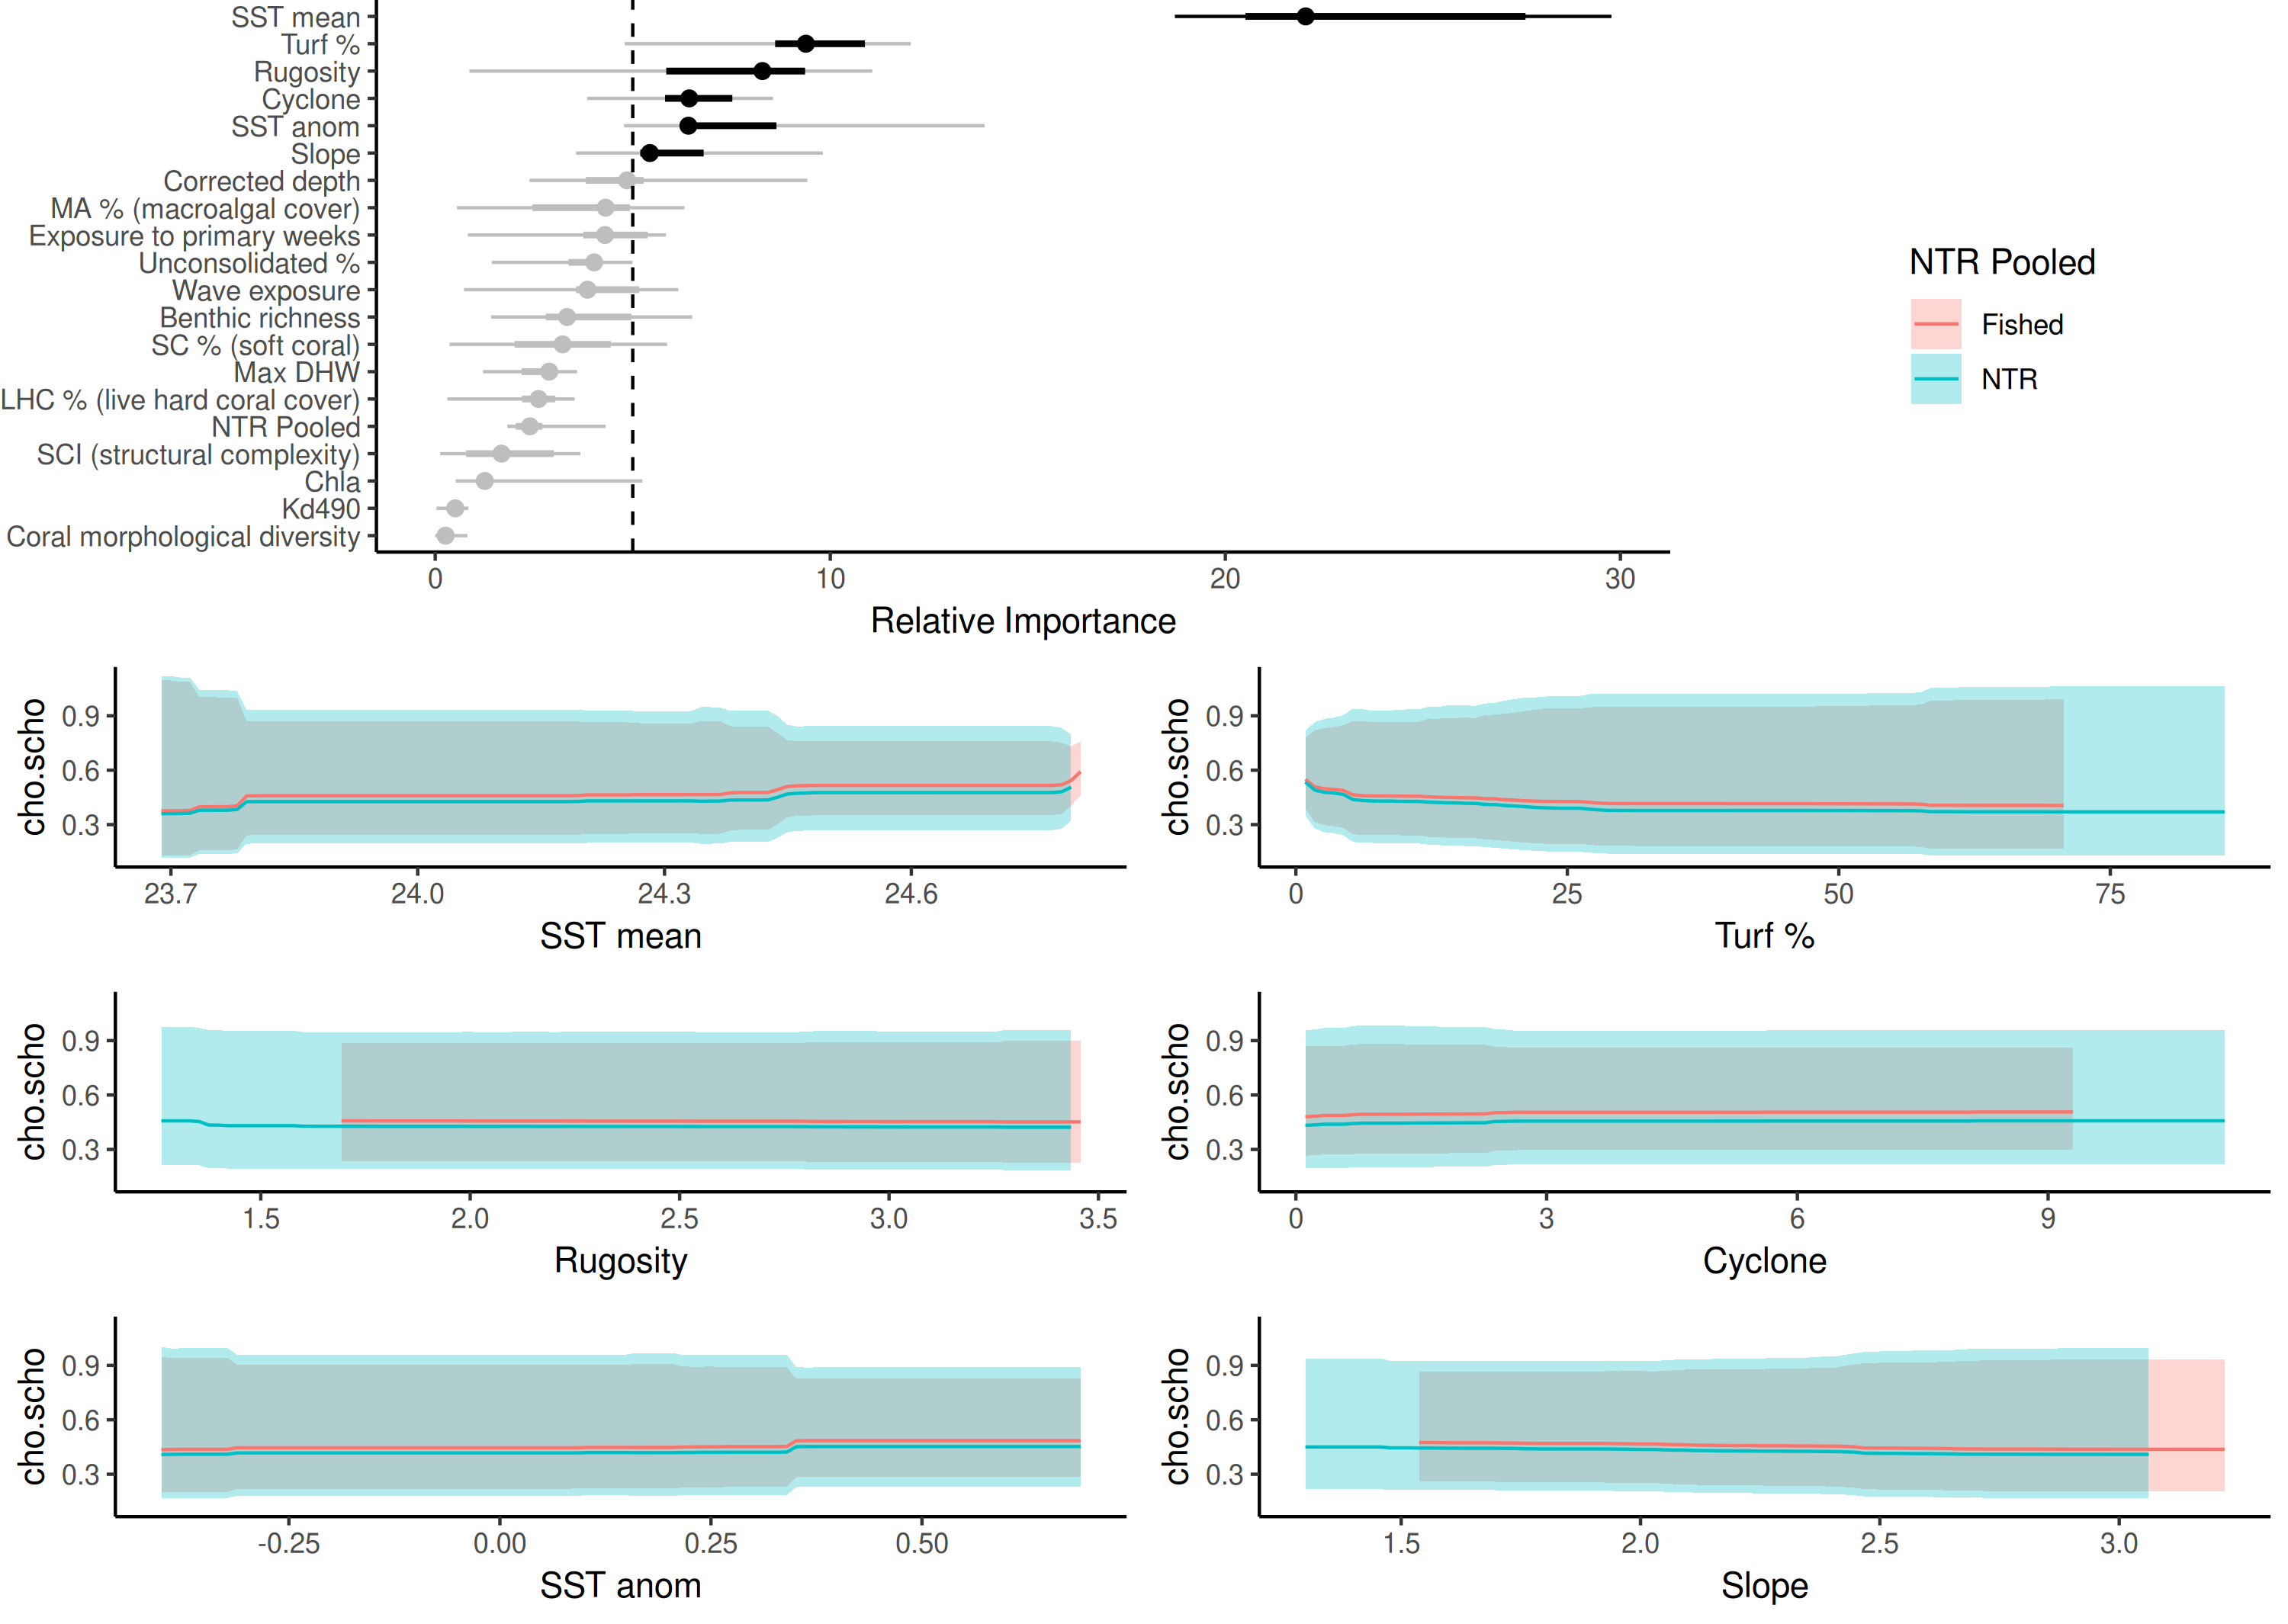 SST mean
Turf %
Rugosity
Cyclone
SST anom
Slope
Corrected depth
MA % (macroalgal cover)
Exposure to primary weeks
Unconsolidated %
Wave exposure
Benthic richness
SC % (soft coral)
Max DHW
LHC % (live hard coral cover)
NTR Pooled
SCI (structural complexity)
Chla
Kd490
Coral morphological diversity
0 10 20 30
Relative Importance
NTR Pooled
Fished
NTR
cho.scho
0.9
0.6
0.3
23.7 24.0 24.3 24.6
SST mean
cho.scho
0.9
0.6
0.3
0 25 50 75
Turf %
cho.scho
0.9
0.6
0.3
1.5 2.0 2.5 3.0 3.5
Rugosity
cho.scho
0.9
0.6
0.3
0 3 6 9
Cyclone
cho.scho
0.9
0.6
0.3
-0.25 0.00 0.25 0.50
SST anom
cho.scho
0.9
0.6
0.3
1.5 2.0 2.5 3.0
Slope